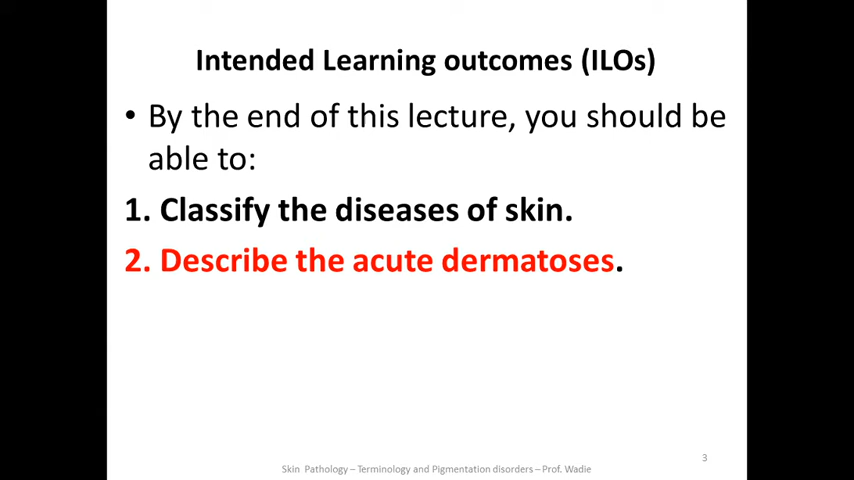 Intended Learning outcomes (ILOs)
• By the end of this lecture, you should be
able to:
1. Classify the diseases of skin.
2. Describe the acute dermatoses.
3
Skin Pathology – Terminology and Pigmentation disorders – Prof. Wadie